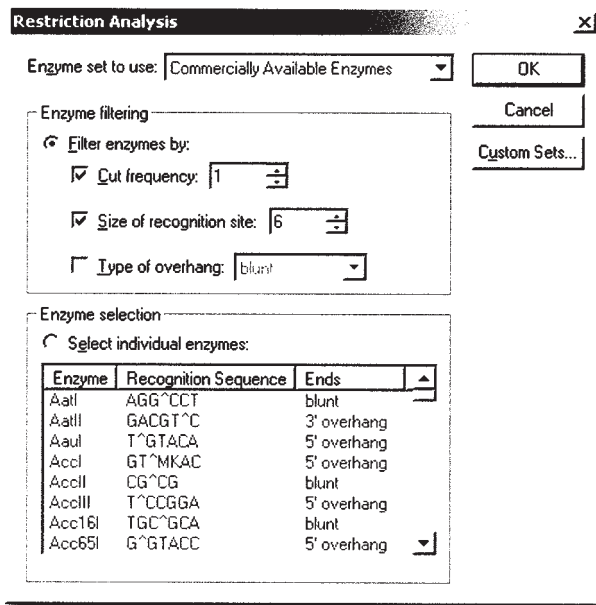 Restriction Analysis
Enzyme set to use: Commercially Available Enzymes
OK
Cancel
Custom Sets...
Enzyme filtering
Filter enzymes by:
Cut frequency: 1
Size of recognition site: 6
Type of overhang: blunt
Enzyme selection
Select individual enzymes:
Enzyme Recognition Sequence Ends
AatI AGG^CCT blunt
AatII GACGT^C 3' overhang
AauI T^GTACA 5' overhang
AccI GT^MKAC 5' overhang
AccII CG^CG blunt
AccIII T^CCGGA 5' overhang
Acc16I TGC^GCA blunt
Acc65I G^GTACC 5' overhang